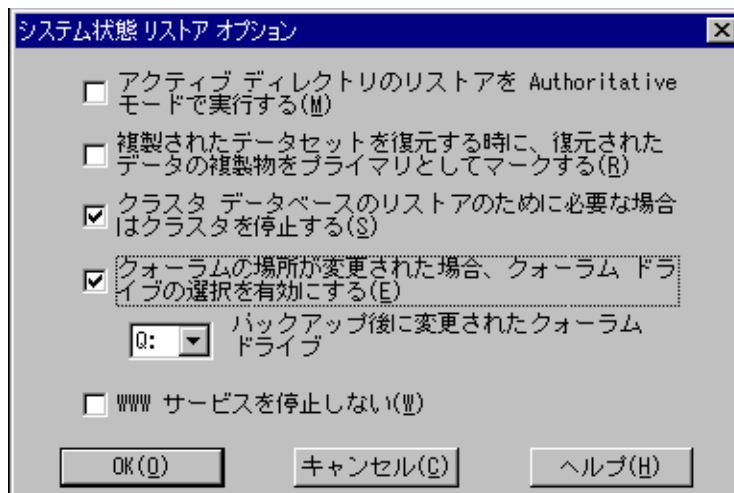 システム状態 リストア オプション
アクティブ ディレクトリのリストアを Authoritative
モードで実行する(M)
複製されたデータセットを復元する時に、復元された
データの複製物をプライマリとしてマークする(R)
クラスタ データベースのリストアのために必要な場合
はクラスタを停止する(S)
クォーラムの場所が変更された場合、クォーラム ドラ
イブの選択を有効にする(E)
Q:
バックアップ後に変更されたクォーラム
ドライブ
WWW サービスを停止しない(W)
OK(O)
キャンセル(C)
ヘルプ(H)